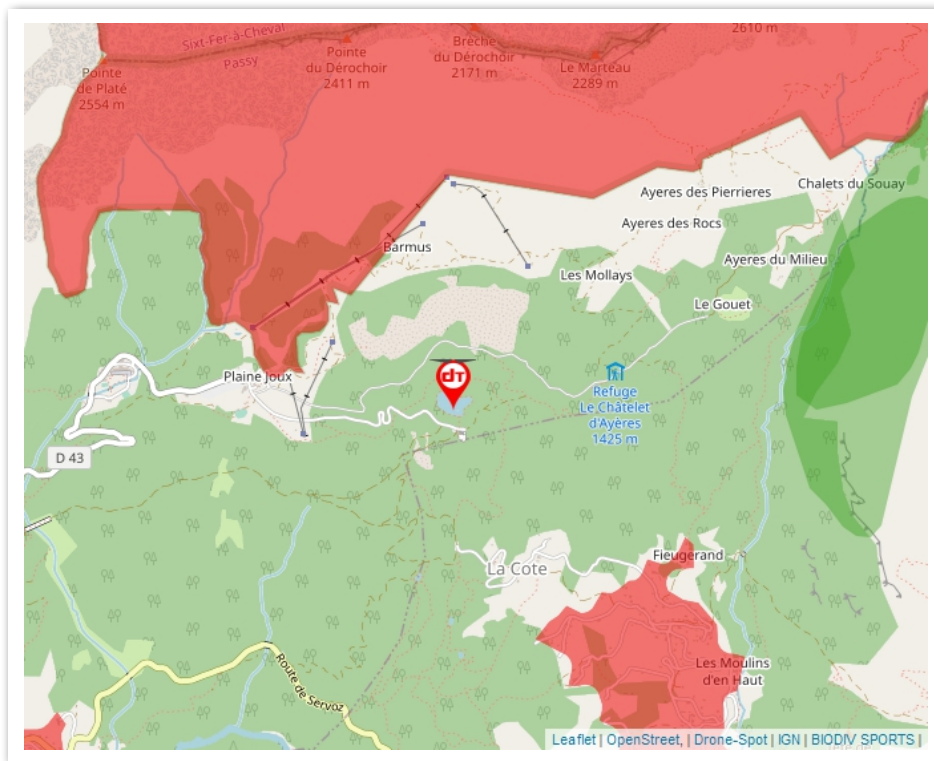 Sixt-Fer-à-Cheval
Passy
Pointe
de Platé
2554 m
Pointe
du Dérochoir
2411 m
Brèche
du Dérochoir
2171 m
Le Marteau
2289 m
2610 m
Ayeres des Pierrieres
Chalets du Souay
Ayeres des Rocs
Barmus
Ayeres du Milieu
Les Mollays
Le Gouet
Plaine Joux
dT
Refuge
Le Châtelet
d'Ayères
1425 m
D 43
La Cote
Fieugerand
Route de Servoz
Les Moulins
d'en Haut
Leaflet | OpenStreet, | Drone-Spot | IGN | BIODIV SPORTS |